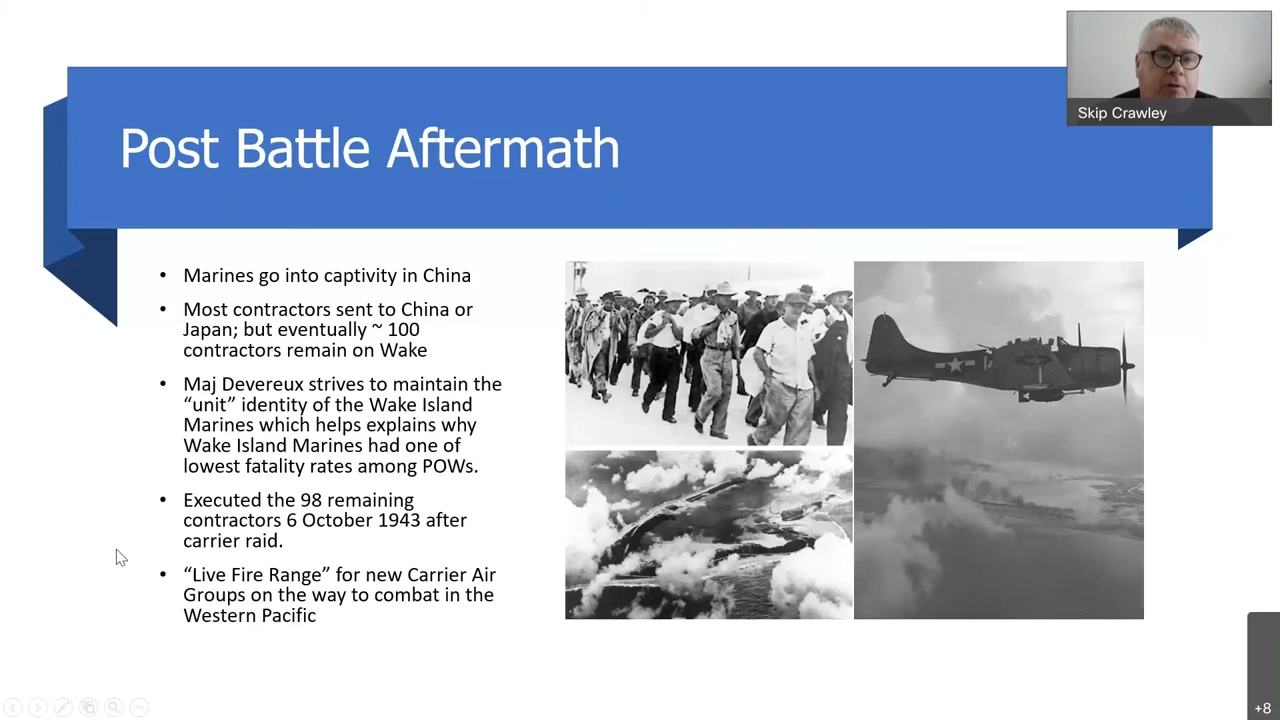 Post Battle Aftermath
Skip Crawley
• Marines go into captivity in China
• Most contractors sent to China or
Japan; but eventually ~ 100
contractors remain on Wake
• Maj Devereux strives to maintain the
“unit” identity of the Wake Island
Marines which helps explains why
Wake Island Marines had one of
lowest fatality rates among POWs.
• Executed the 98 remaining
contractors 6 October 1943 after
carrier raid.
• “Live Fire Range” for new Carrier Air
Groups on the way to combat in the
Western Pacific
+8